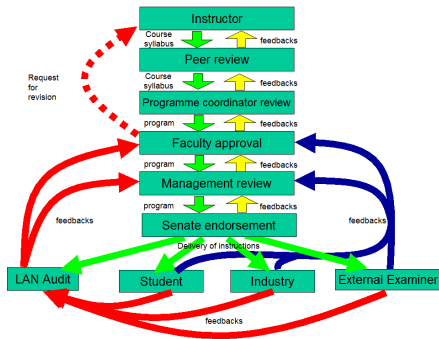 Instructor
Course
syllabus
feedbacks
Peer review
Course
syllabus
feedbacks
Request
for
revision
Programme coordinator review
program
feedbacks
Faculty approval
program
feedbacks
Management review
program
feedbacks
Senate endorsement
feedbacks
feedbacks
Delivery of instructions
LAN Audit
Student
Industry
External Examiner
feedbacks